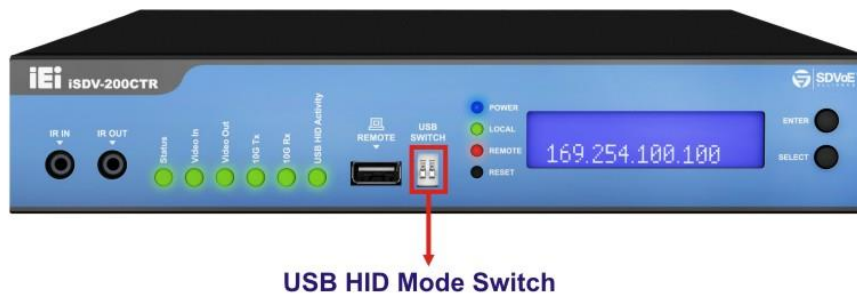 iEi iSDV-200CTR
SDVoE
ALLIANCE
IR IN
IR OUT
Status
Video In
Video Out
10G Tx
10G Rx
USB HID Activity
REMOTE
USB
SWITCH
POWER
LOCAL
REMOTE
RESET
169.254.100.100
ENTER
SELECT
USB HID Mode Switch